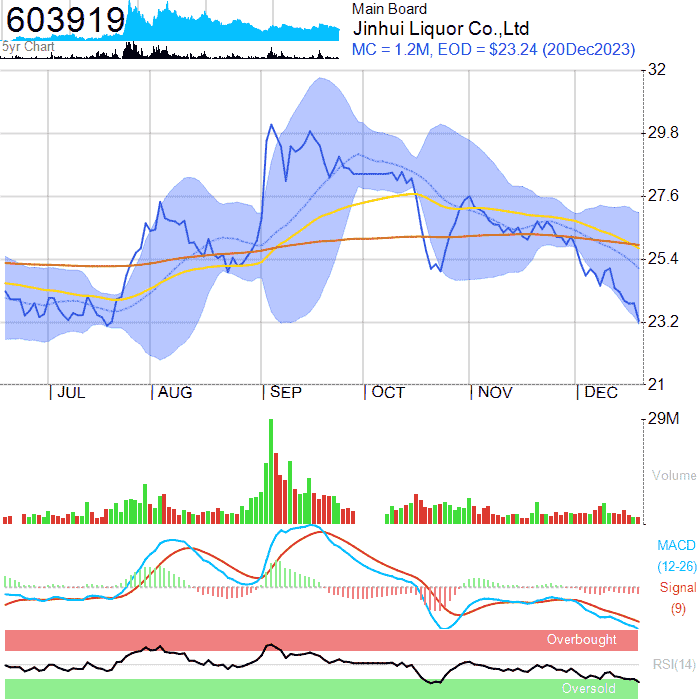 603919
5yr Chart
Main Board
Jinhui Liquor Co.,Ltd
MC = 1.2M, EOD = $23.24 (20Dec2023)
32
29.8
27.6
25.4
23.2
21
JUL AUG SEP OCT NOV DEC
29M
Volume
MACD
(12-26)
Signal
(9)
Overbought
RSI(14)
Oversold